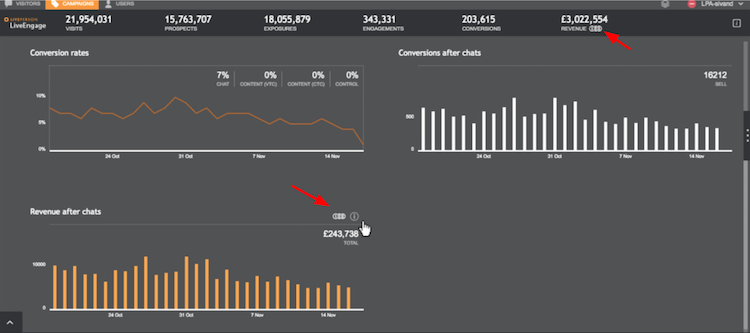 VISITORS CAMPAIGNS USERS LPA-sivand
LIVEPERSON
LiveEngage
21,954,031 15,763,707 18,055,879 343,331 203,615 £3,022,554
VISITS PROSPECTS EXPOSURES ENGAGEMENTS CONVERSIONS REVENUE
Conversion rates
7% 0% 0% 0%
CHAT CONTENT (VTC) CONTENT (CTC) CONTROL
10%
5%
0%
24 Oct 31 Oct 7 Nov 14 Nov
Conversions after chats
16212
SELL
500
0
24 Oct 31 Oct 7 Nov 14 Nov
Revenue after chats
£243,738
TOTAL
10000
0
24 Oct 31 Oct 7 Nov 14 Nov